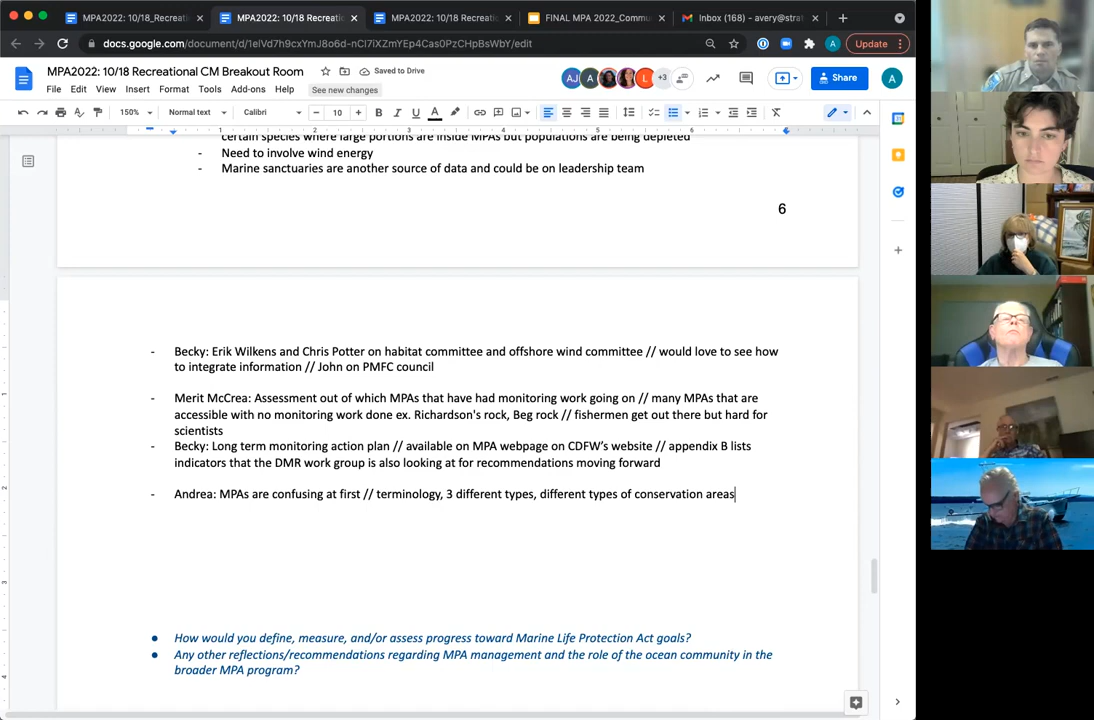 MPA2022: 10/18_Recreati
MPA2022: 10/18 Recreatio
MPA2022: 10/18 Recreatio
FINAL MPA 2022_Commu
Inbox (168) – avery@strat
docs.google.com/document/d/1elVd7h9cxYmJ8o6d-nCl7iXZmYEp4Cas0PzCHpBsWbY/edit
Update
MPA2022: 10/18 Recreational CM Breakout Room
Saved to Drive
File Edit View Insert Format Tools Add-ons Help See new changes
AJ A L +3 Share A
150% Normal text Calibri 10 B I U A
certain species where large portions are inside MPAs but populations are being depleted
- Need to involve wind energy
- Marine sanctuaries are another source of data and could be on leadership team
6
- Becky: Erik Wilkens and Chris Potter on habitat committee and offshore wind committee // would love to see how
to integrate information // John on PMFC council
- Merit McCrea: Assessment out of which MPAs that have had monitoring work going on // many MPAs that are
accessible with no monitoring work done ex. Richardson's rock, Beg rock // fishermen get out there but hard for
scientists
- Becky: Long term monitoring action plan // available on MPA webpage on CDFW's website // appendix B lists
indicators that the DMR work group is also looking at for recommendations moving forward
- Andrea: MPAs are confusing at first // terminology, 3 different types, different types of conservation areas
● How would you define, measure, and/or assess progress toward Marine Life Protection Act goals?
● Any other reflections/recommendations regarding MPA management and the role of the ocean community in the
broader MPA program?